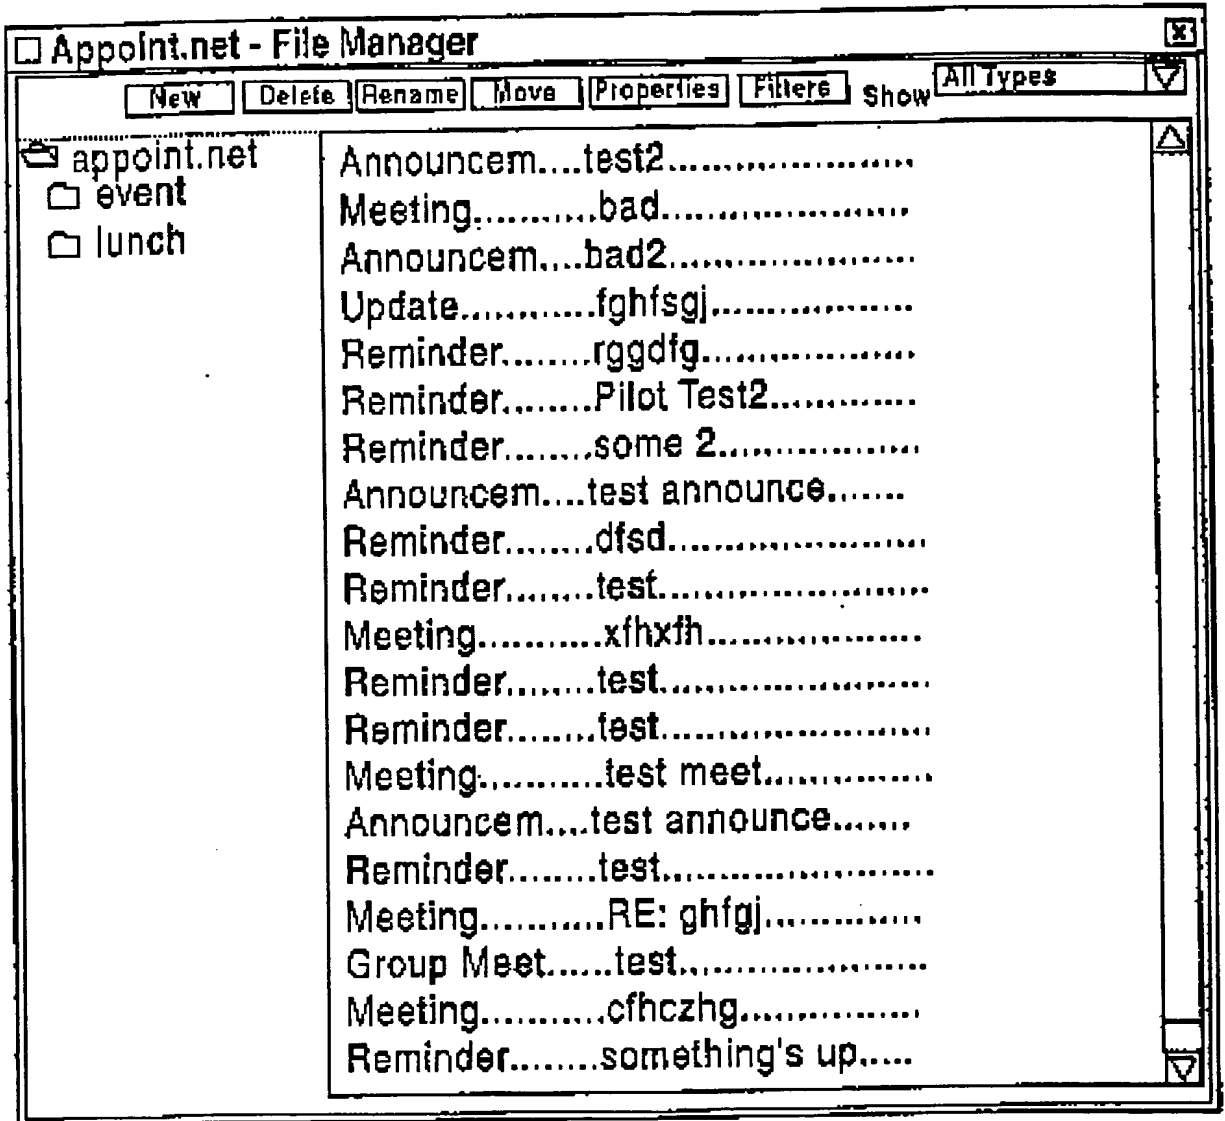 Appoint.net - File Manager
New Delete Rename Move Properties Filters Show All Types
appoint.net
event
lunch
Announcem....test2......................
Meeting...........bad......................
Announcem....bad2......................
Update............fghfsgj..................
Reminder........rggdfg...................
Reminder........Pilot Test2.............
Reminder........some 2..................
Announcem....test announce.......
Reminder........dfsd.......................
Reminder........test........................
Meeting...........xfhxfh...................
Reminder........test........................
Reminder........test........................
Meeting...........test meet...............
Announcem....test announce.......
Reminder........test........................
Meeting...........RE: ghfgj..............
Group Meet......test......................
Meeting...........cfhczhg................
Reminder........something's up.....